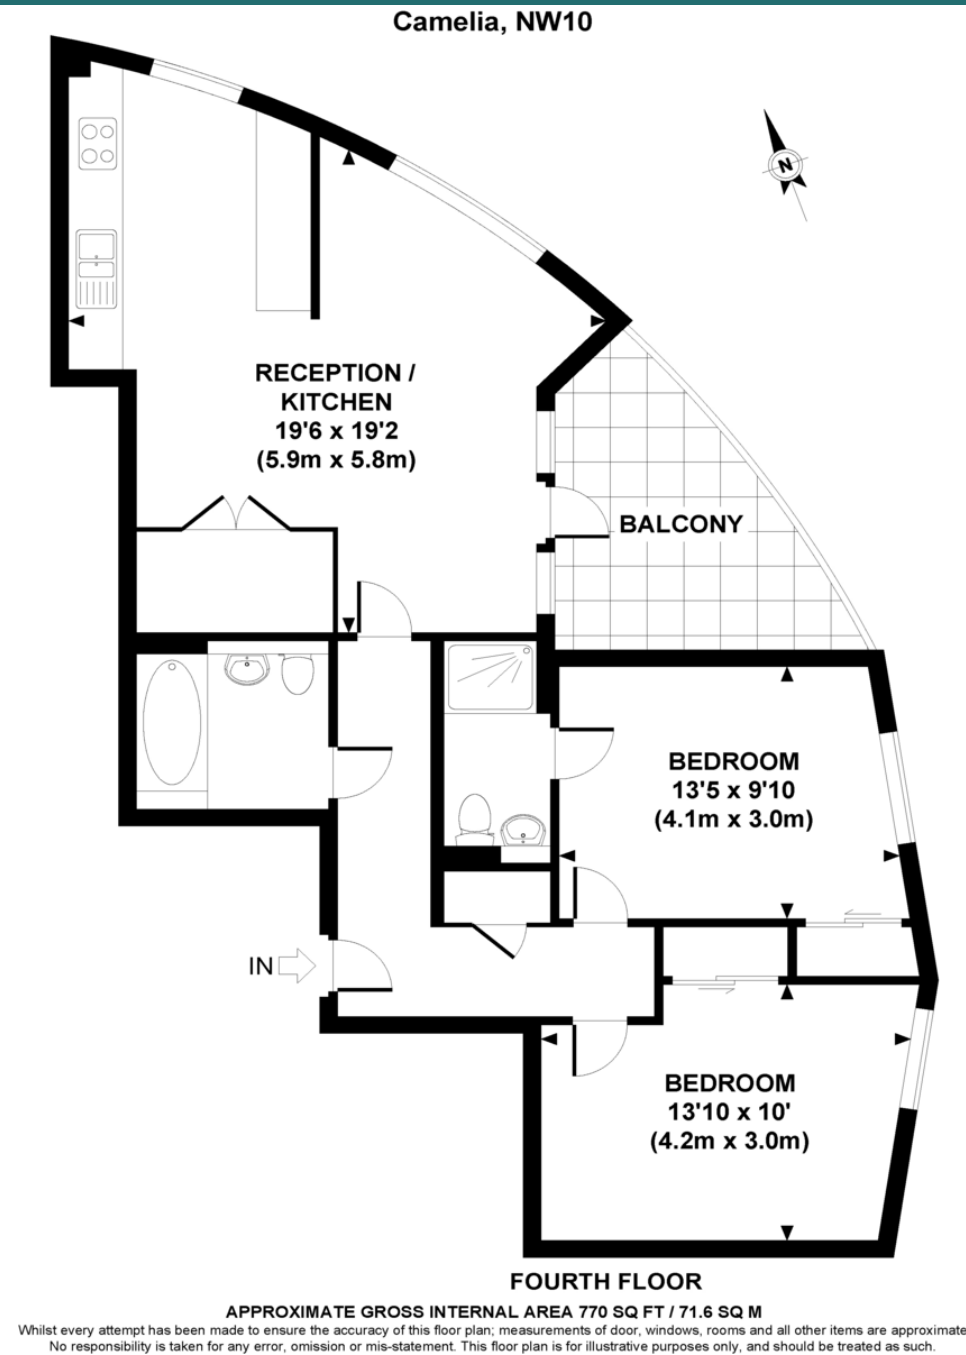 Camelia, NW10
N
RECEPTION /
KITCHEN
19'6 x 19'2
(5.9m x 5.8m)
BALCONY
BEDROOM
13'5 x 9'10
(4.1m x 3.0m)
IN
BEDROOM
13'10 x 10'
(4.2m x 3.0m)
FOURTH FLOOR
APPROXIMATE GROSS INTERNAL AREA 770 SQ FT / 71.6 SQ M
Whilst every attempt has been made to ensure the accuracy of this floor plan; measurements of door, windows, rooms and all other items are approximate
No responsibility is taken for any error, omission or mis-statement. This floor plan is for illustrative purposes only, and should be treated as such.